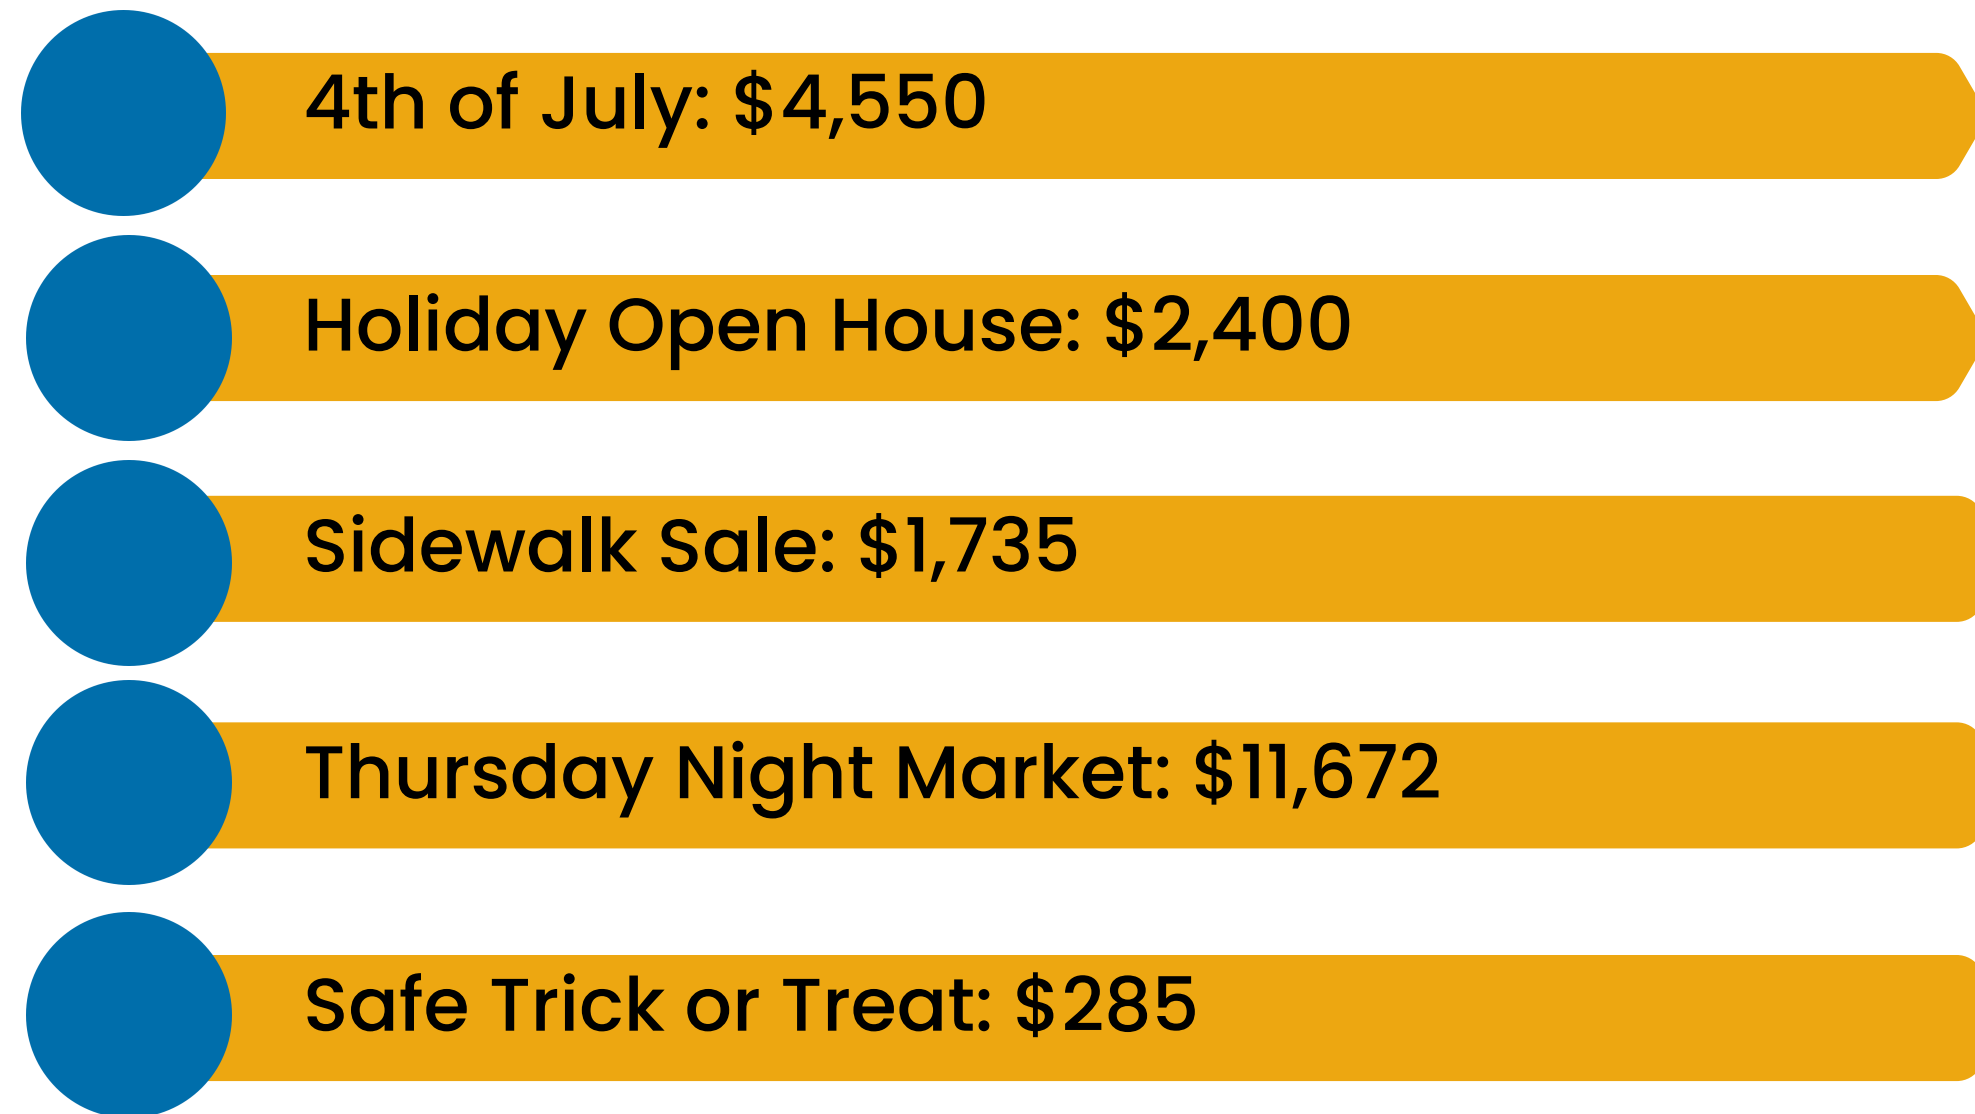 4th of July: $4,550
Holiday Open House: $2,400
Sidewalk Sale: $1,735
Thursday Night Market: $11,672
Safe Trick or Treat: $285